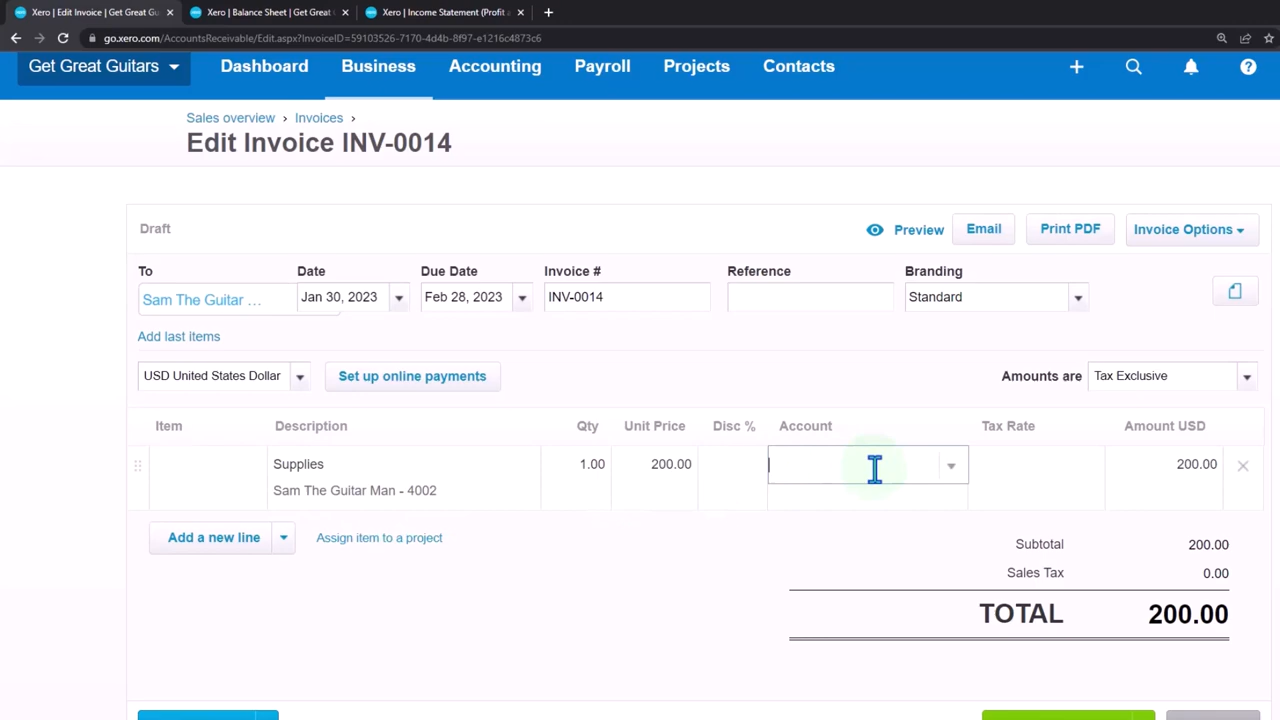 Xero | Edit Invoice | Get Great Gu
Xero | Balance Sheet | Get Great
Xero | Income Statement (Profit a
go.xero.com/AccountsReceivable/Edit.aspx?InvoiceID=59103526-7170-4d4b-8f97-e1216c4873c6
Get Great Guitars Dashboard Business Accounting Payroll Projects Contacts
Sales overview › Invoices ›
Edit Invoice INV-0014
Draft Preview Email Print PDF Invoice Options
To Date Due Date Invoice # Reference Branding
Sam The Guitar … Jan 30, 2023 Feb 28, 2023 INV-0014 Standard
Add last items
USD United States Dollar Set up online payments Amounts are Tax Exclusive
Item Description Qty Unit Price Disc % Account Tax Rate Amount USD
Supplies 1.00 200.00 200.00
Sam The Guitar Man - 4002
Add a new line Assign item to a project
Subtotal 200.00
Sales Tax 0.00
TOTAL 200.00